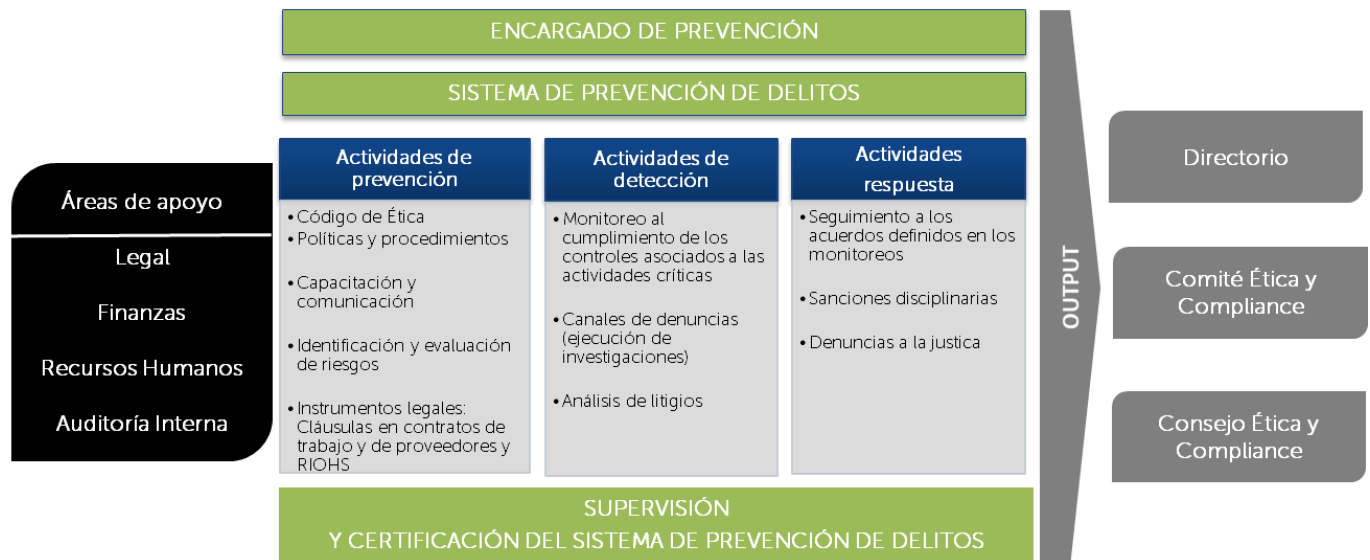 ENCARGADO DE PREVENCIÓN
SISTEMA DE PREVENCIÓN DE DELITOS
Áreas de apoyo
Legal
Finanzas
Recursos Humanos
Auditoría Interna
Actividades de
prevención
• Código de Ética
• Políticas y procedimientos
• Capacitación y
comunicación
• Identificación y evaluación
de riesgos
• Instrumentos legales:
Cláusulas en contratos de
trabajo y de proveedores y
RIOHS
Actividades de
detección
• Monitoreo al
cumplimiento de los
controles asociados a las
actividades críticas
• Canales de denuncias
(ejecución de
investigaciones)
• Análisis de litigios
Actividades
respuesta
• Seguimiento a los
acuerdos definidos en los
monitoreos
• Sanciones disciplinarias
• Denuncias a la justica
SUPERVISIÓN
Y CERTIFICACIÓN DEL SISTEMA DE PREVENCIÓN DE DELITOS
OUTPUT
Directorio
Comité Ética y
Compliance
Consejo Ética y
Compliance